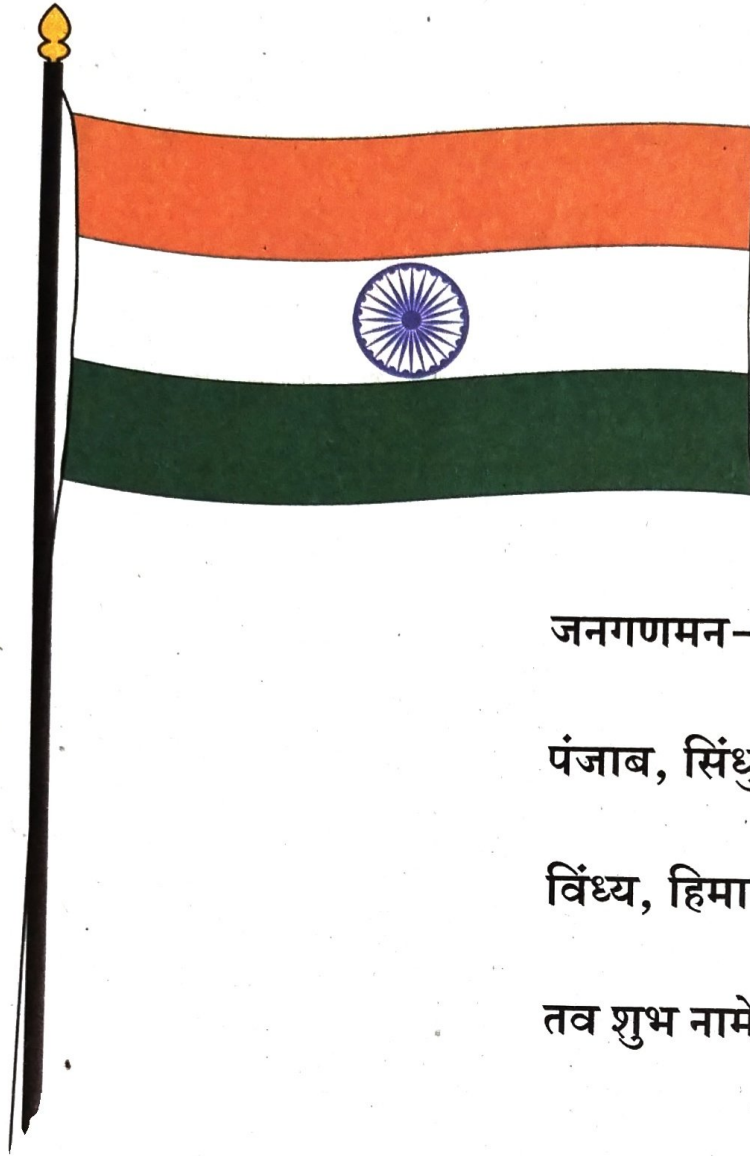 जनगणमन–
पंजाब, सिंधु
विंध्य, हिमा
तव शुभ नामे